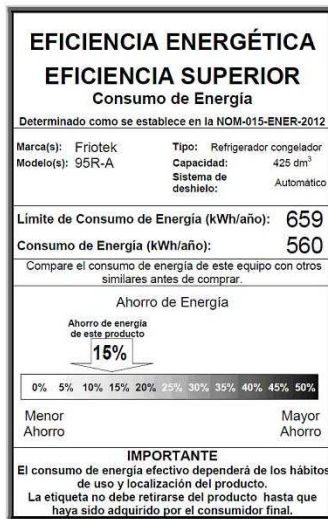 EFICIENCIA ENERGÉTICA
EFICIENCIA SUPERIOR
Consumo de Energía
Determinado como se establece en la NOM-015-ENER-2012
Marca(s): Friotek
Modelo(s): 95R-A
Tipo: Refrigerador congelador
Capacidad: 425 dm³
Sistema de deshielo: Automático
Límite de Consumo de Energía (kWh/año): 659
Consumo de Energía (kWh/año): 560
Compare el consumo de energía de este equipo con otros
similares antes de comprar.
Ahorro de Energía
Ahorro de energía
de este producto
15%
0% 5% 10% 15% 20% 25% 30% 35% 40% 45% 50%
Menor Ahorro
Mayor Ahorro
IMPORTANTE
El consumo de energía efectivo dependerá de los hábitos
de uso y localización del producto.
La etiqueta no debe retirarse del producto hasta que
haya sido adquirido por el consumidor final.